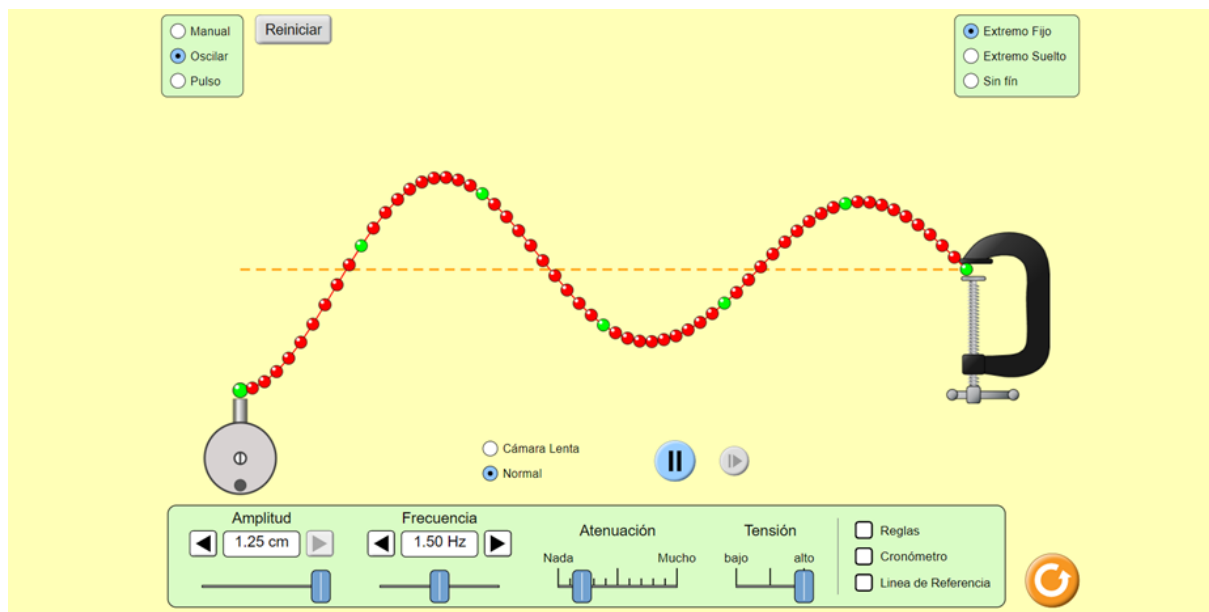 Manual
Oscilar
Pulso
Reiniciar
Extremo Fijo
Extremo Suelto
Sin fín
Cámara Lenta
Normal
Amplitud
1.25 cm
Frecuencia
1.50 Hz
Atenuación
Nada
Mucho
Tensión
bajo
alto
Reglas
Cronómetro
Linea de Referencia